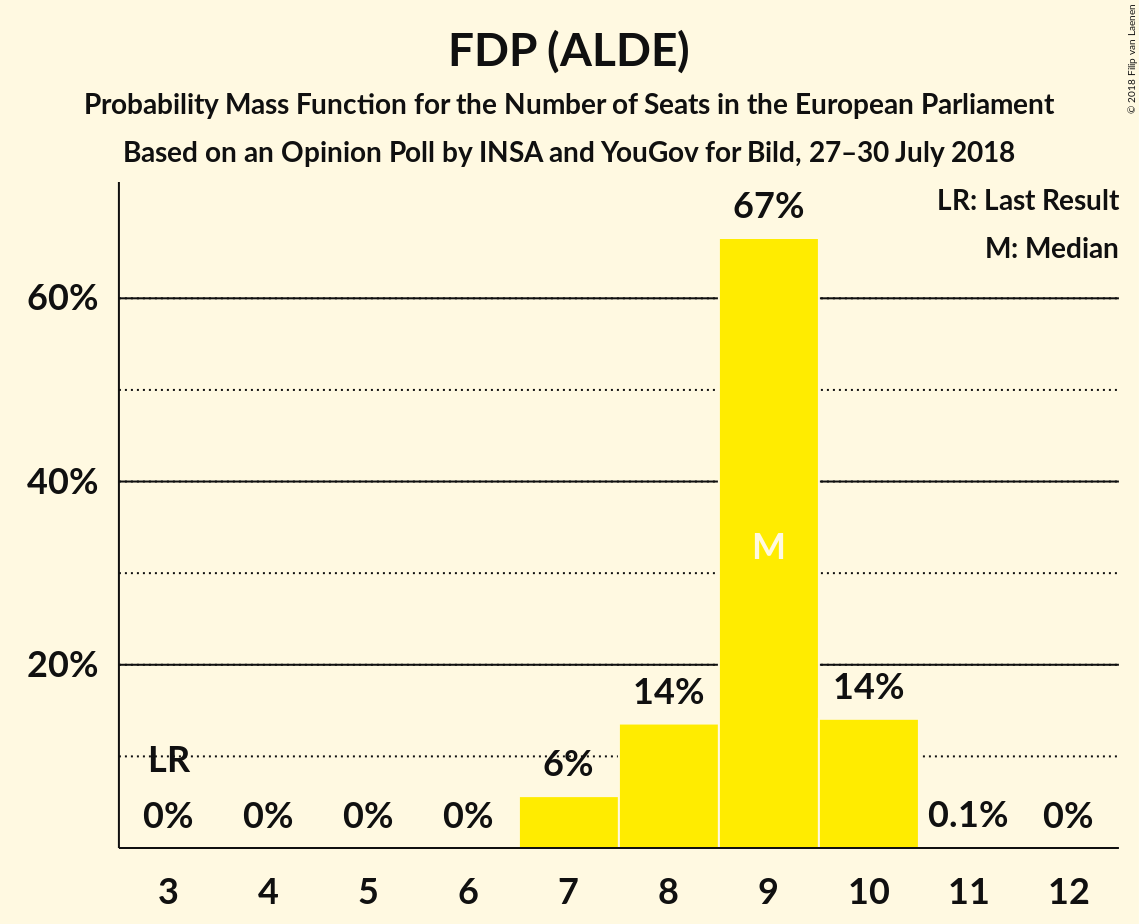 FDP (ALDE)
Probability Mass Function for the Number of Seats in the European Parliament
Based on an Opinion Poll by INSA and YouGov for Bild, 27–30 July 2018
© 2018 Filip van Laenen
LR: Last Result
M: Median
67%
60%
40%
M
20%
14%
14%
LR
6%
0%
0%
0%
0%
0.1%
0%
3 4 5 6 7 8 9 10 11 12